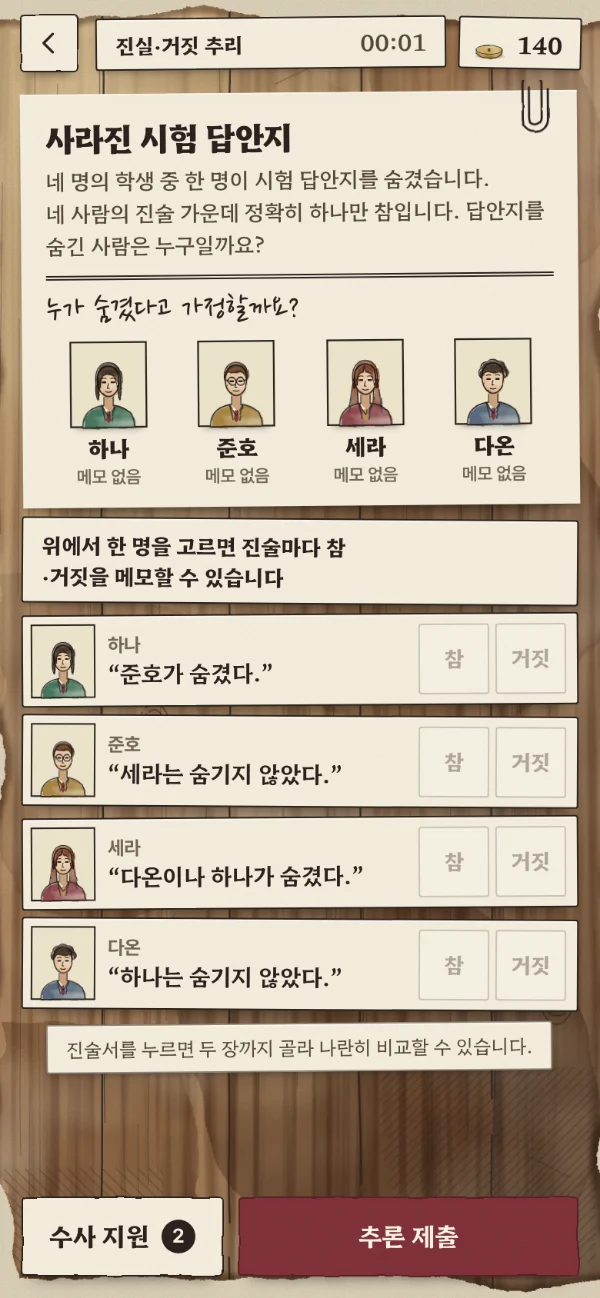 진실·거짓 추리
00:01
140
사라진 시험 답안지
네 명의 학생 중 한 명이 시험 답안지를 숨겼습니다.
네 사람의 진술 가운데 정확히 하나만 참입니다. 답안지를
숨긴 사람은 누구일까요?
누가 숨겼다고 가정할까요?
하나 준호 세라 다온
메모 없음 메모 없음 메모 없음 메모 없음
위에서 한 명을 고르면 진술마다 참
·거짓을 메모할 수 있습니다
하나
“준호가 숨겼다.”
참 거짓
준호
“세라는 숨기지 않았다.”
참 거짓
세라
“다온이나 하나가 숨겼다.”
참 거짓
다온
“하나는 숨기지 않았다.”
참 거짓
진술서를 누르면 두 장까지 골라 나란히 비교할 수 있습니다.
수사 지원 2
추론 제출